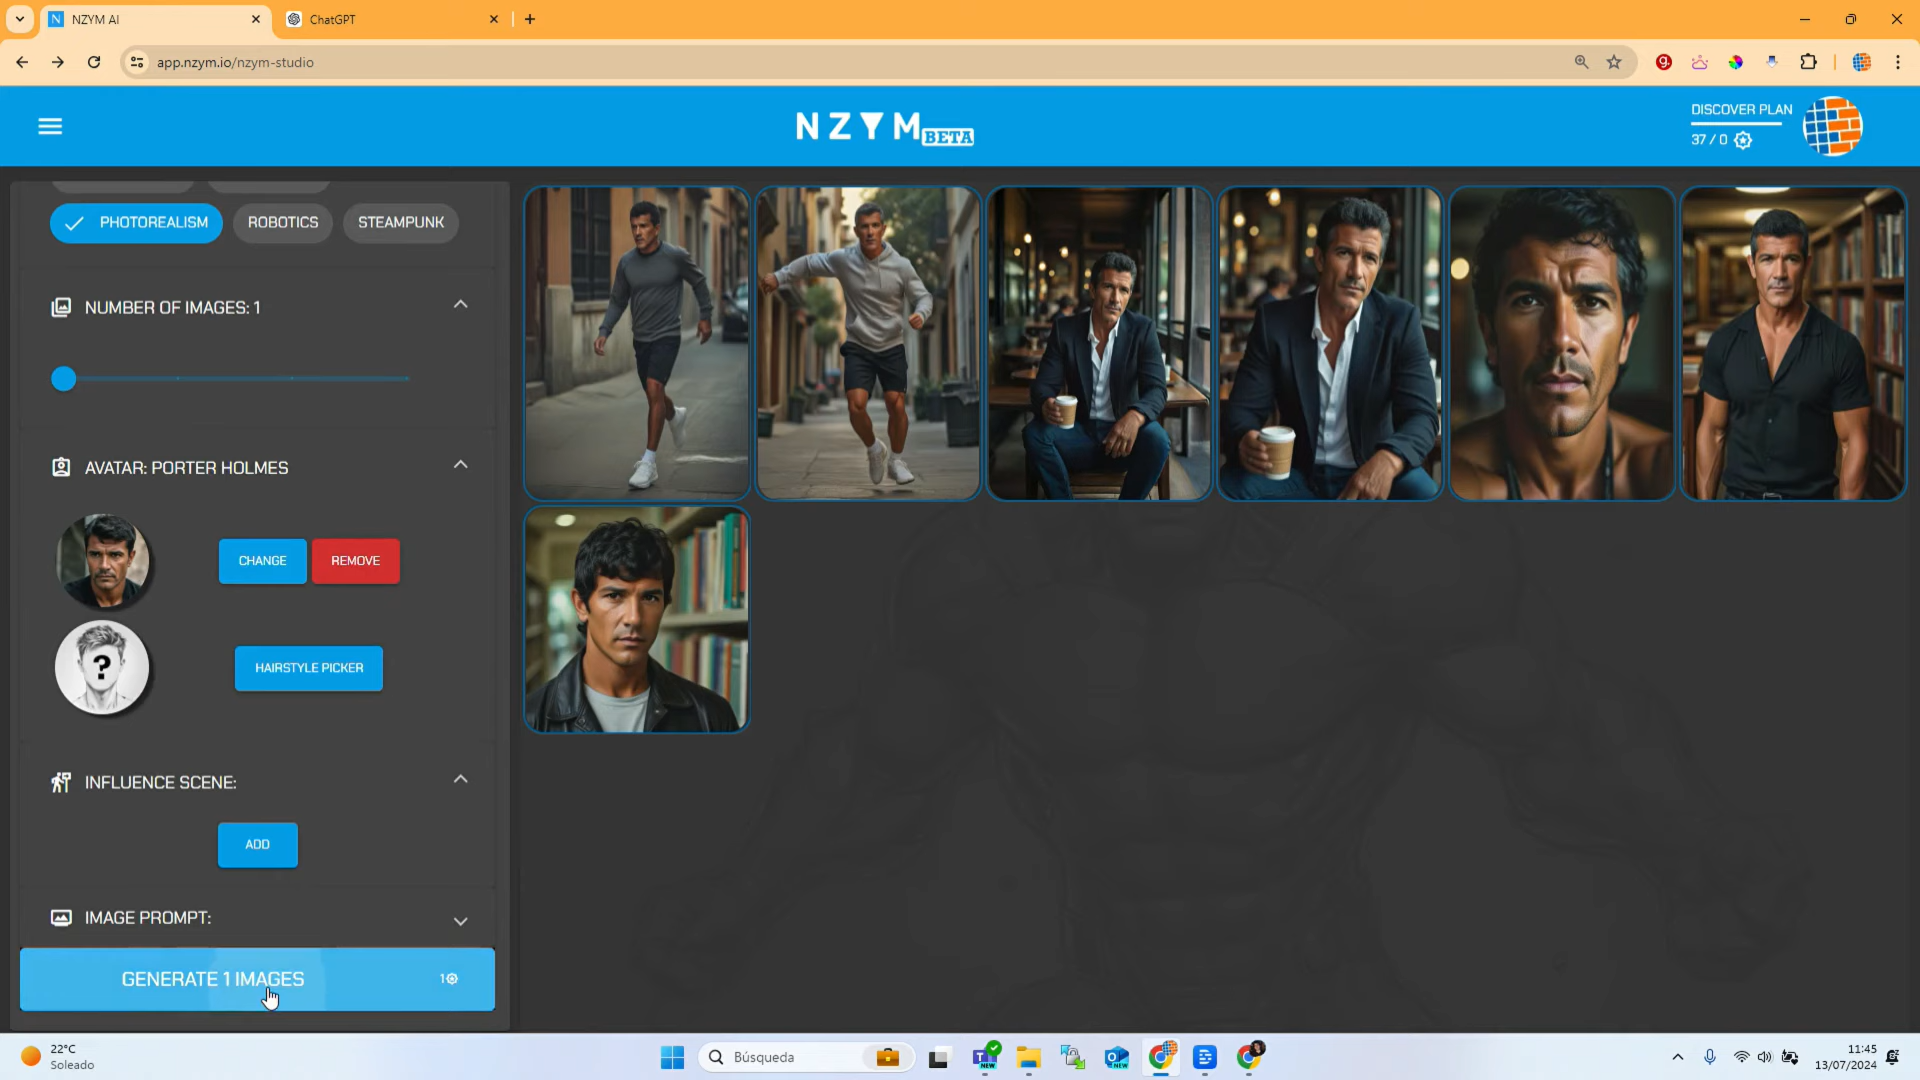 NZYM AI
ChatGPT
app.nzym.io/nzym-studio
NZYM BETA
DISCOVER PLAN
37 / 0
PHOTOREALISM
ROBOTICS
STEAMPUNK
NUMBER OF IMAGES: 1
AVATAR: PORTER HOLMES
CHANGE
REMOVE
?
HAIRSTYLE PICKER
INFLUENCE SCENE:
ADD
IMAGE PROMPT:
GENERATE 1 IMAGES
1
22°C
Soleado
Búsqueda
NEW
NEW
11:45
13/07/2024